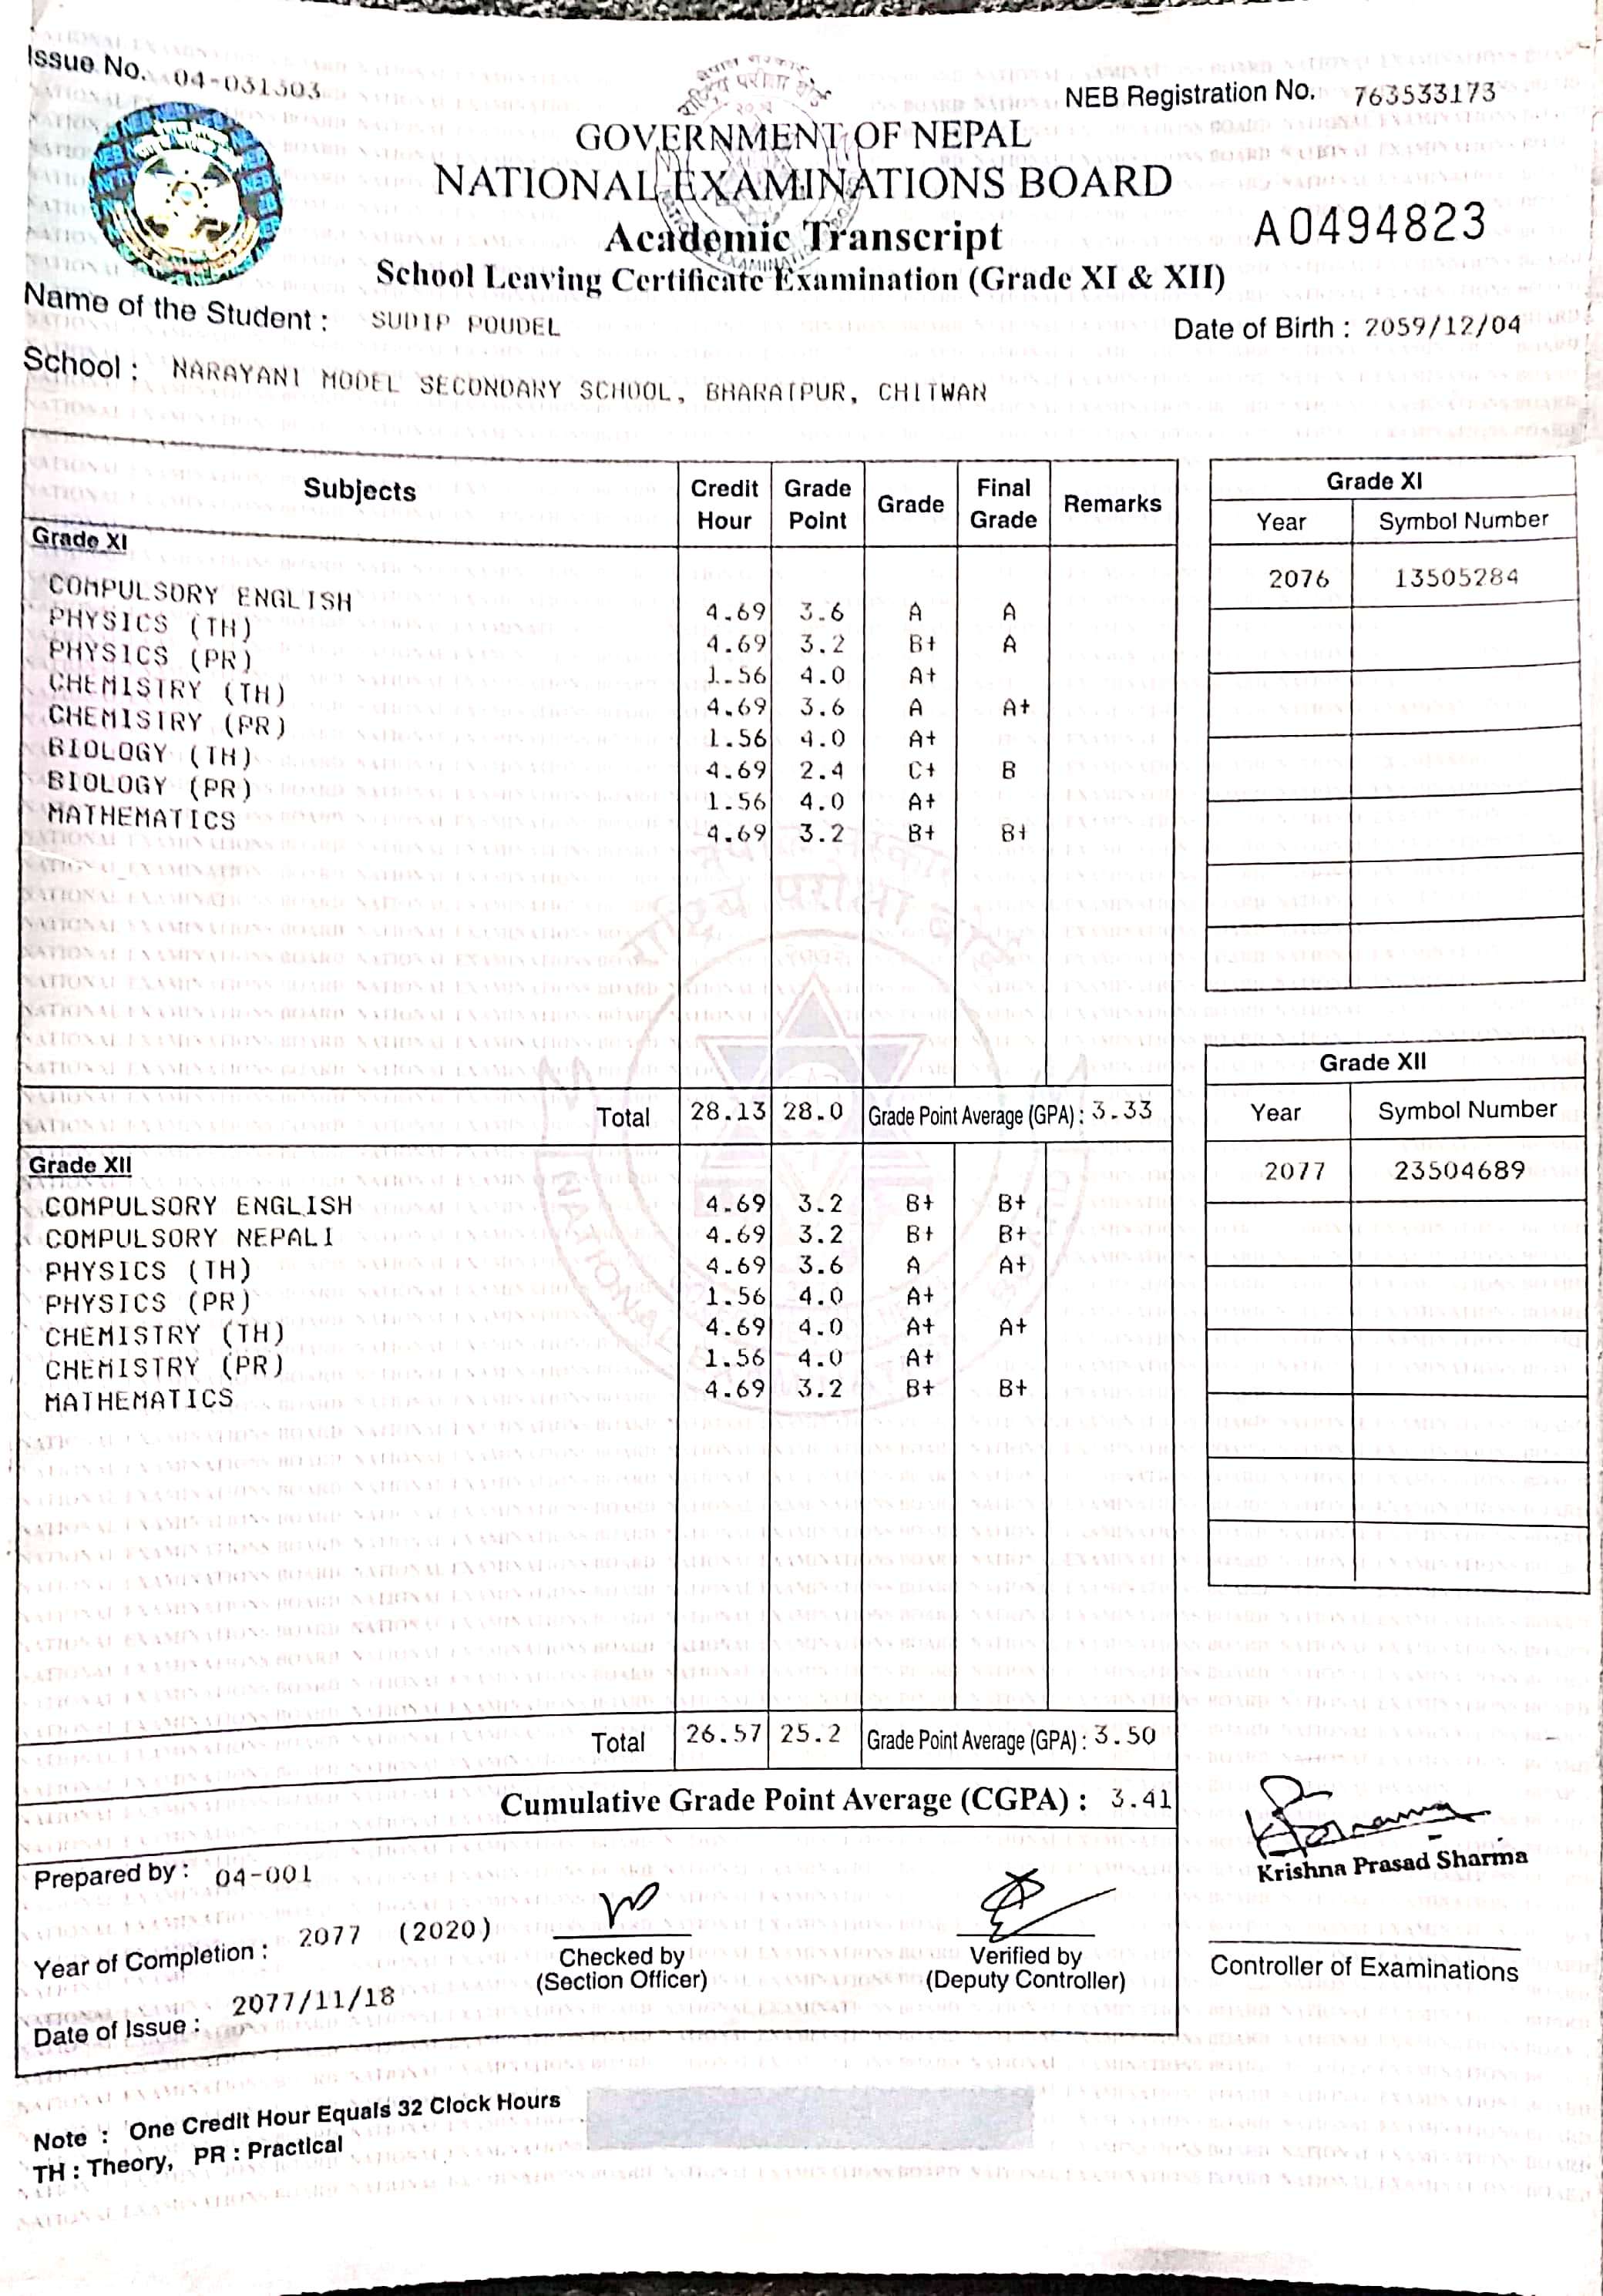 Issue No. 04-031303
NEB Registration No. 763533173
GOVERNMENT OF NEPAL
NATIONAL EXAMINATIONS BOARD
A0494823
Academic Transcript
School Leaving Certificate Examination (Grade XI & XII)
Name of the Student : SUDIP POUDEL
Date of Birth : 2059/12/04
School : NARAYANI MODEL SECONDARY SCHOOL, BHARATPUR, CHITWAN
Subjects Credit Hour Grade Point Grade Final Grade Remarks
Grade XI
COMPULSORY ENGLISH 4.69 3.6 A A
PHYSICS (TH) 4.69 3.2 B+ A
PHYSICS (PR) 1.56 4.0 A+
CHEMISTRY (TH) 4.69 3.6 A A+
CHEMISTRY (PR) 1.56 4.0 A+
BIOLOGY (TH) 4.69 2.4 C+ B
BIOLOGY (PR) 1.56 4.0 A+
MATHEMATICS 4.69 3.2 B+ B+
Total 28.13 28.0 Grade Point Average (GPA) : 3.33
Grade XII
COMPULSORY ENGLISH 4.69 3.2 B+ B+
COMPULSORY NEPALI 4.69 3.2 B+ B+
PHYSICS (TH) 4.69 3.6 A A+
PHYSICS (PR) 1.56 4.0 A+
CHEMISTRY (TH) 4.69 4.0 A+ A+
CHEMISTRY (PR) 1.56 4.0 A+
MATHEMATICS 4.69 3.2 B+ B+
Total 26.57 25.2 Grade Point Average (GPA) : 3.50
Cumulative Grade Point Average (CGPA) : 3.41
Grade XI
Year Symbol Number
2076 13505284
Grade XII
Year Symbol Number
2077 23504689
Prepared by : 04-001
Year of Completion : 2077 (2020)
Date of Issue : 2077/11/18
Checked by
(Section Officer)
Verified by
(Deputy Controller)
Krishna Prasad Sharma
Controller of Examinations
Note : One Credit Hour Equals 32 Clock Hours
TH : Theory, PR : Practical